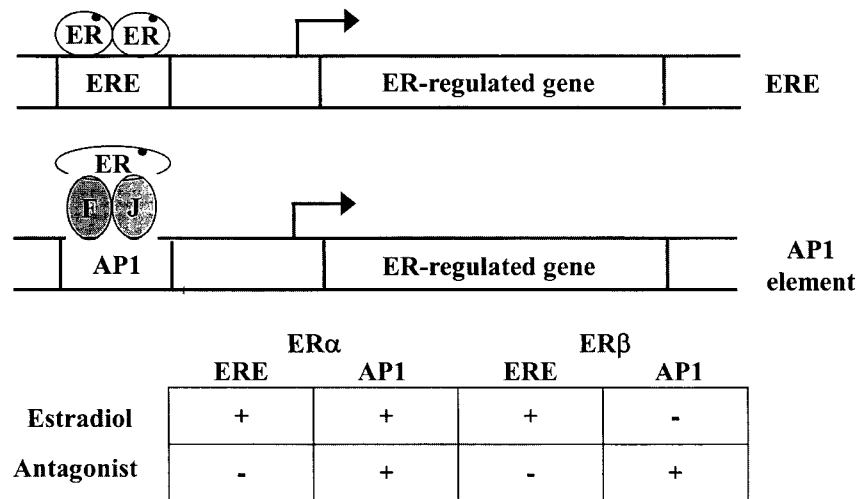 ER ER
ERE ER-regulated gene ERE
ER
F J
AP1 ER-regulated gene AP1
element
ERα ERβ
ERE AP1 ERE AP1
Estradiol + + + -
Antagonist - + - +